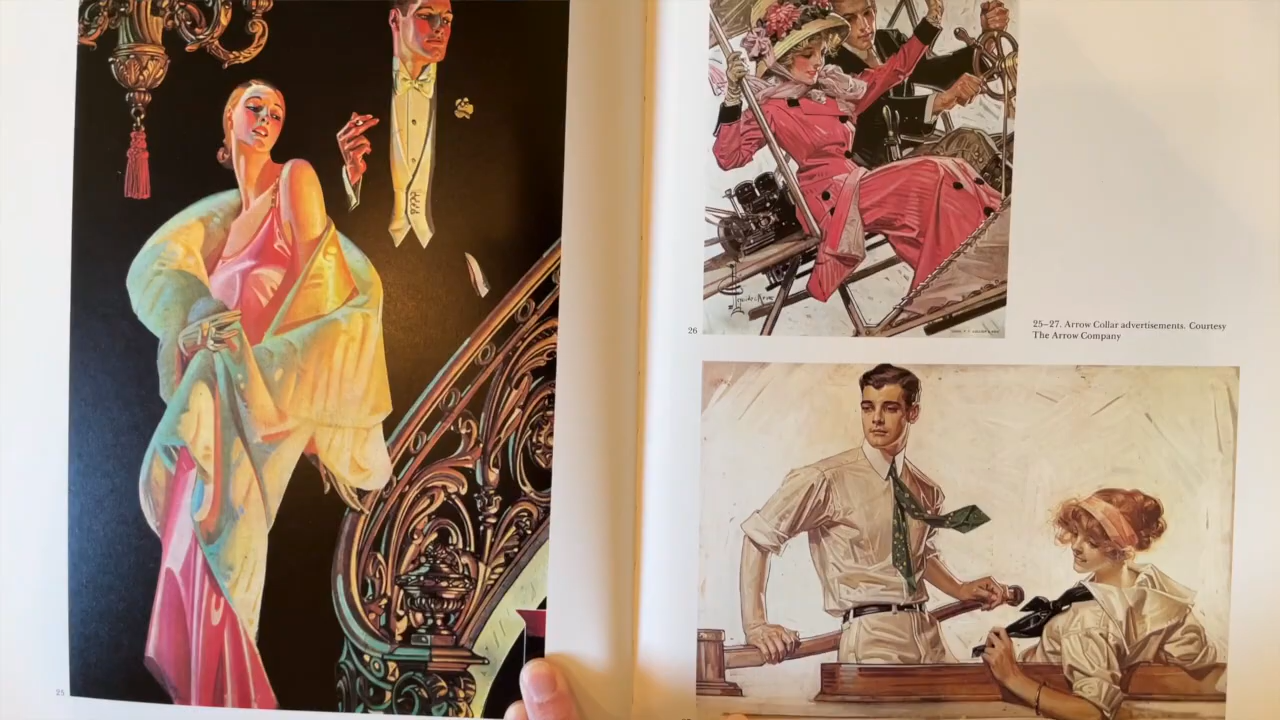 25
26
25–27. Arrow Collar advertisements. Courtesy
The Arrow Company